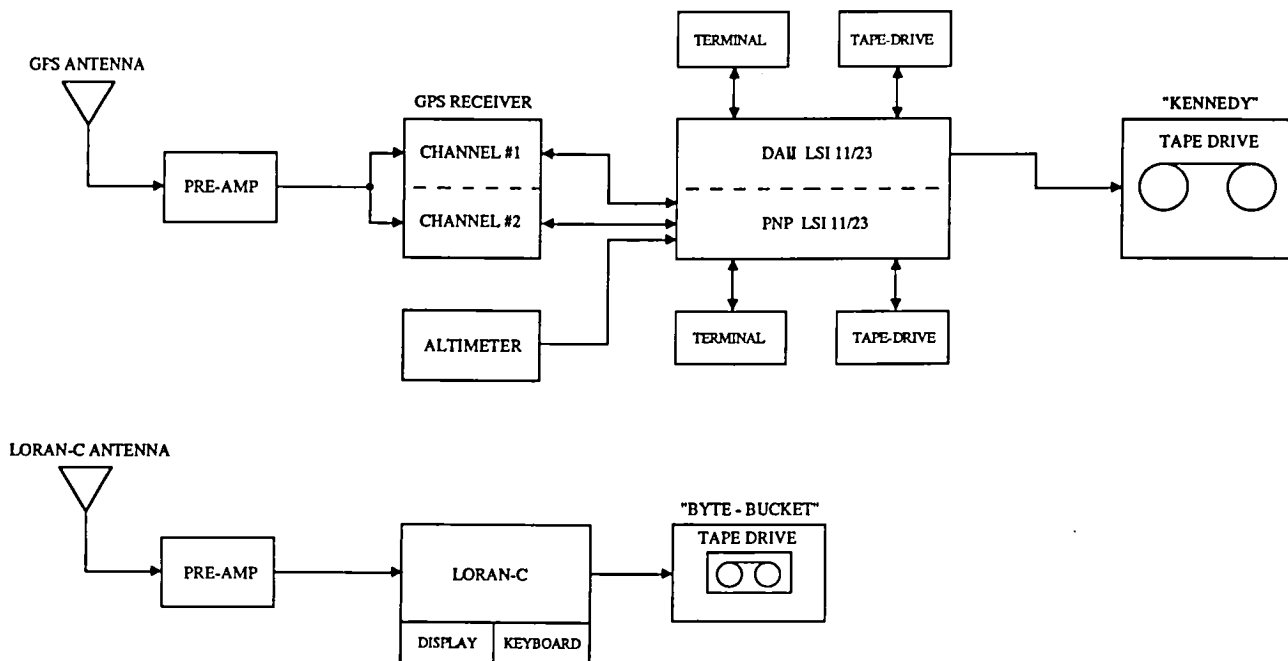 TERMINAL
TAPE-DRIVE
GPS ANTENNA
GPS RECEIVER
"KENNEDY"
TAPE DRIVE
CHANNEL #1
LSI 11/23
PRE-AMP
CHANNEL #2
PNP LSI 11/23
ALTIMETER
TERMINAL
TAPE-DRIVE
LORAN-C ANTENNA
"BYTE - BUCKET"
TAPE DRIVE
PRE-AMP
LORAN-C
DISPLAY
KEYBOARD